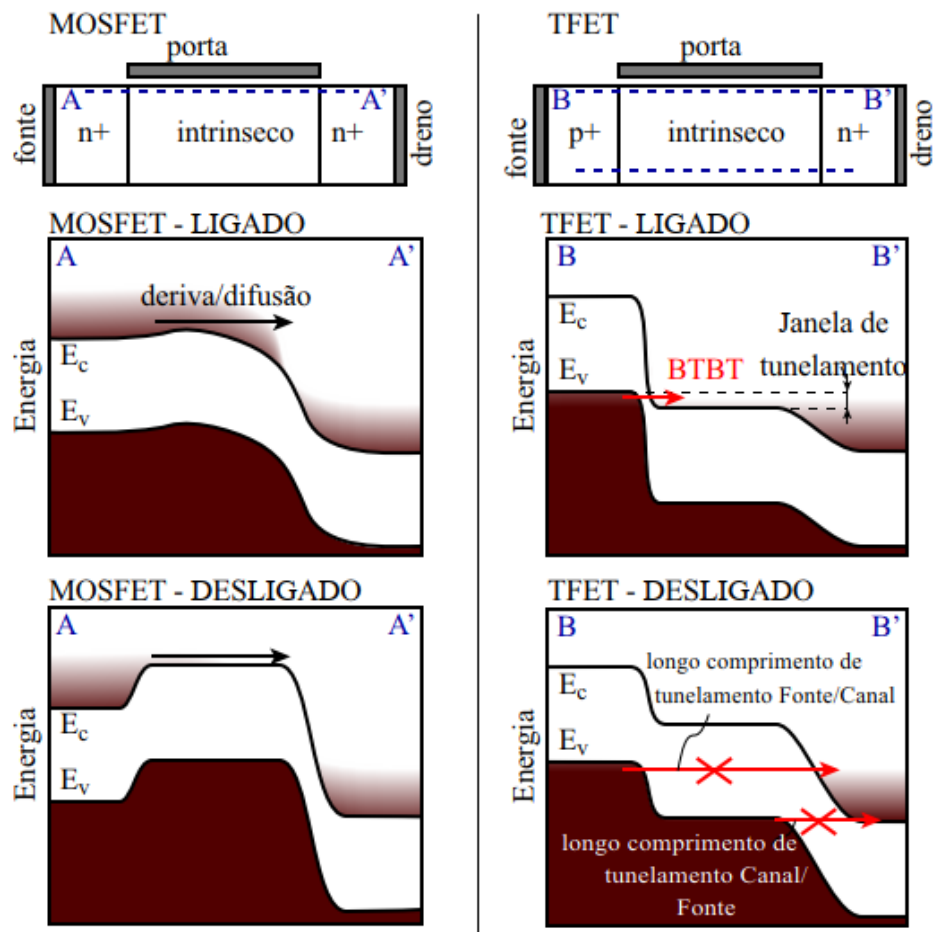 MOSFET
porta
A
A'
fonte
n+
intrinseco
n+
dreno
MOSFET - LIGADO
A
A'
deriva/difusão
Energia
Ec
Ev
MOSFET - DESLIGADO
A
A'
Energia
Ec
Ev
TFET
porta
B
B'
fonte
p+
intrinseco
n+
dreno
TFET - LIGADO
B
B'
Energia
Ec
Ev
BTBT
Janela de
tunelamento
TFET - DESLIGADO
B
B'
longo comprimento de
tunelamento Fonte/Canal
Energia
Ec
Ev
longo comprimento de
tunelamento Canal/
Fonte